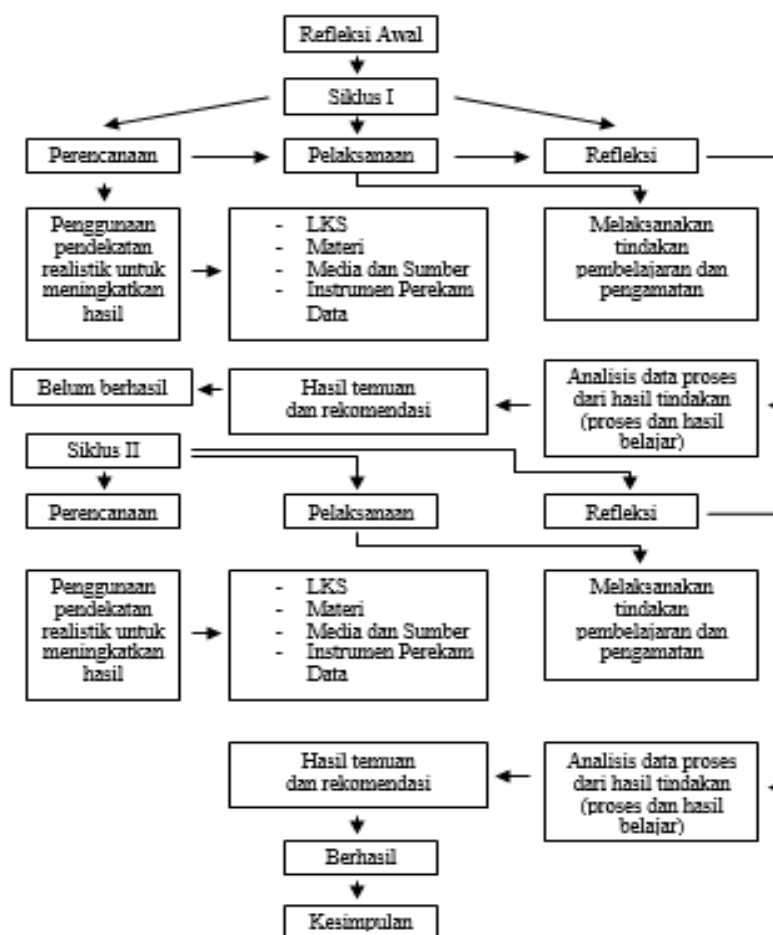 Refleksi Awal
Siklus I
Perencanaan
Pelaksanaan
Refleksi
Penggunaan
pendekatan
realistik untuk
meningkatkan
hasil
- LKS
- Materi
- Media dan Sumber
- Instrumen Perekam
Data
Melaksanakan
tindakan
pembelajaran dan
pengamatan
Belum berhasil
Hasil temuan
dan rekomendasi
Analisis data proses
dari hasil tindakan
(proses dan hasil
belajar)
Siklus II
Perencanaan
Pelaksanaan
Refleksi
Penggunaan
pendekatan
realistik untuk
meningkatkan
hasil
- LKS
- Materi
- Media dan Sumber
- Instrumen Perekam
Data
Melaksanakan
tindakan
pembelajaran dan
pengamatan
Hasil temuan
dan rekomendasi
Analisis data proses
dari hasil tindakan
(proses dan hasil
belajar)
Berhasil
Kesimpulan